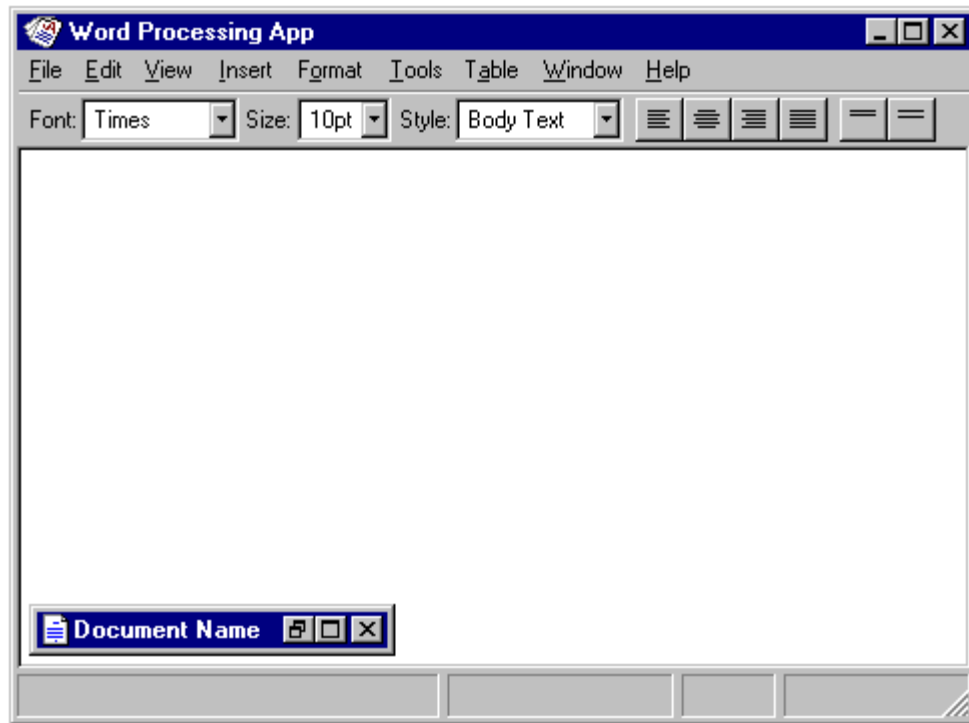 Word Processing App
File Edit View Insert Format Tools Table Window Help
Font: Times Size: 10pt Style: Body Text
Document Name